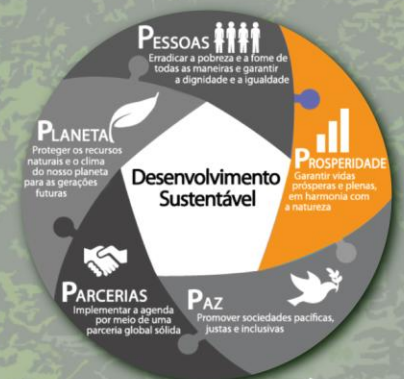 PESSOAS
Erradicar a pobreza e a fome de
todas as maneiras e garantir
a dignidade e a igualdade
PROSPERIDADE
Garantir vidas
prósperas e plenas,
em harmonia com
a natureza
PAZ
Promover sociedades pacíficas,
justas e inclusivas
PARCERIAS
Implementar a agenda
por meio de uma
parceria global sólida
PLANETA
Proteger os recursos
naturais e o clima
do nosso planeta
para as gerações
futuras
Desenvolvimento
Sustentável